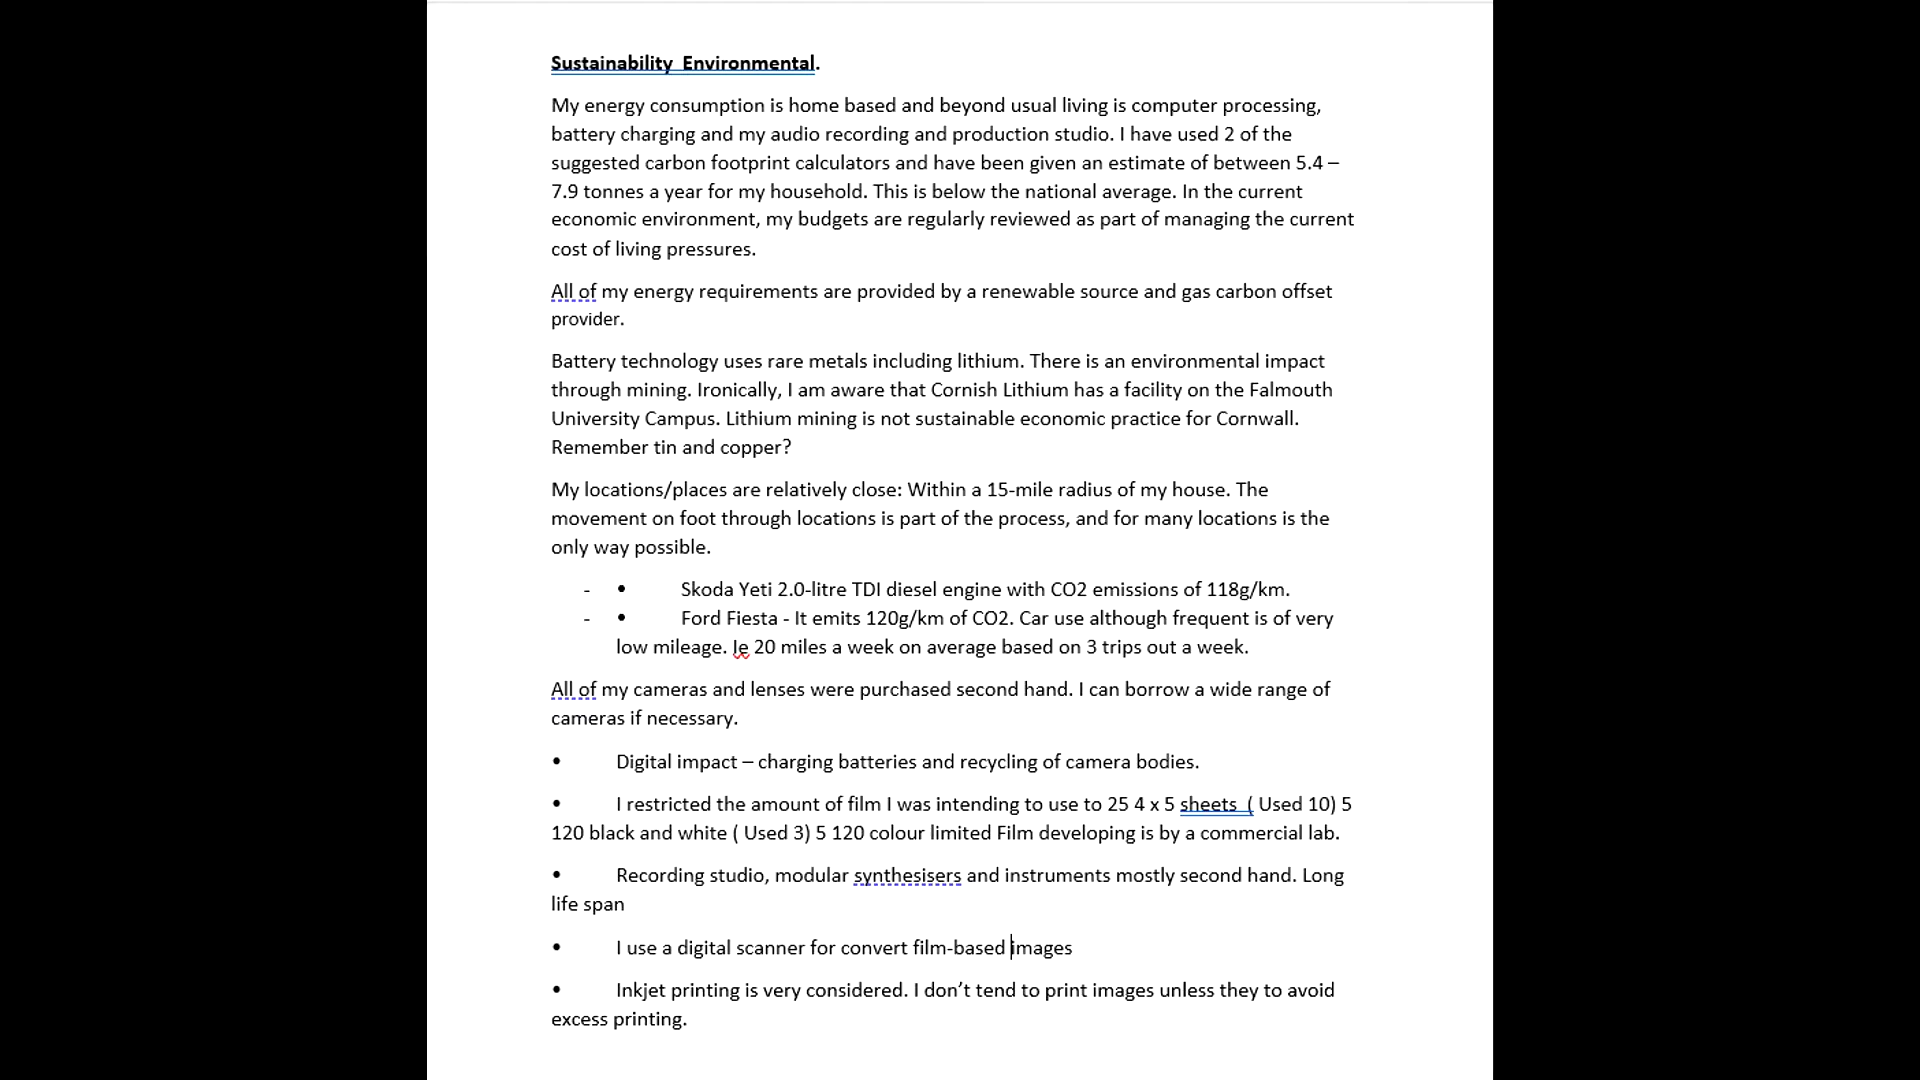 Sustainability  Environmental.
My energy consumption is home based and beyond usual living is computer processing,
battery charging and my audio recording and production studio. I have used 2 of the
suggested carbon footprint calculators and have been given an estimate of between 5.4 –
7.9 tonnes a year for my household. This is below the national average. In the current
economic environment, my budgets are regularly reviewed as part of managing the current
cost of living pressures.
All of my energy requirements are provided by a renewable source and gas carbon offset
provider.
Battery technology uses rare metals including lithium. There is an environmental impact
through mining. Ironically, I am aware that Cornish Lithium has a facility on the Falmouth
University Campus. Lithium mining is not sustainable economic practice for Cornwall.
Remember tin and copper?
My locations/places are relatively close: Within a 15-mile radius of my house. The
movement on foot through locations is part of the process, and for many locations is the
only way possible.
- • Skoda Yeti 2.0-litre TDI diesel engine with CO2 emissions of 118g/km.
- • Ford Fiesta - It emits 120g/km of CO2. Car use although frequent is of very
low mileage. Ie 20 miles a week on average based on 3 trips out a week.
All of my cameras and lenses were purchased second hand. I can borrow a wide range of
cameras if necessary.
• Digital impact – charging batteries and recycling of camera bodies.
• I restricted the amount of film I was intending to use to 25 4 x 5 sheets  ( Used 10) 5
120 black and white ( Used 3) 5 120 colour limited Film developing is by a commercial lab.
• Recording studio, modular synthesisers and instruments mostly second hand. Long
life span
• I use a digital scanner for convert film-based images
• Inkjet printing is very considered. I don’t tend to print images unless they to avoid
excess printing.